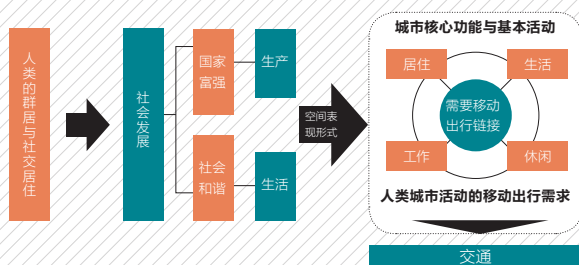 人类的群居与社交居住
社会发展
国家
富强
生产
社会
和谐
生活
空间表
现形式
城市核心功能与基本活动
居住
生活
需要移动
出行链接
工作
休闲
人类城市活动的移动出行需求
交通